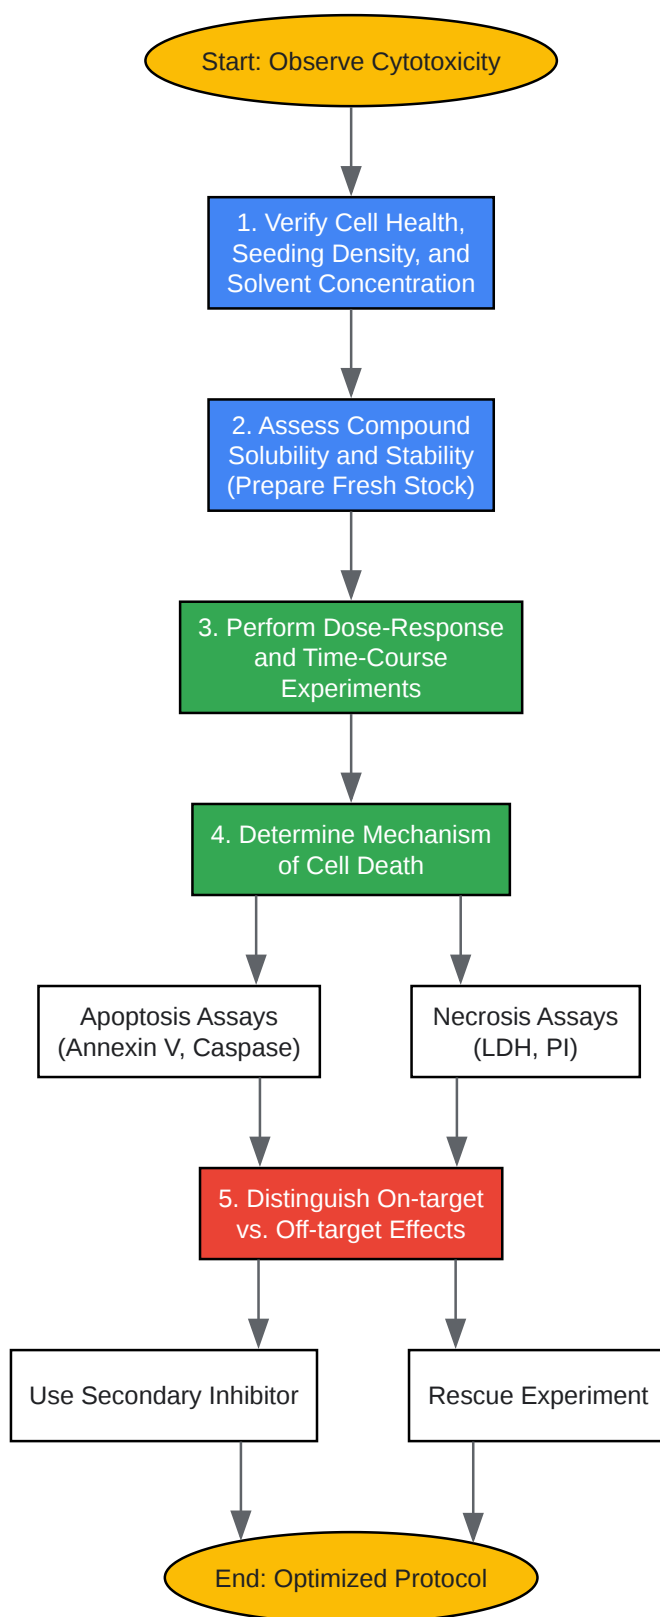 Start: Observe Cytotoxicity
1. Verify Cell Health,
Seeding Density, and
Solvent Concentration
2. Assess Compound
Solubility and Stability
(Prepare Fresh Stock)
3. Perform Dose-Response
and Time-Course
Experiments
4. Determine Mechanism
of Cell Death
Apoptosis Assays
(Annexin V, Caspase)
Necrosis Assays
(LDH, PI)
5. Distinguish On-target
vs. Off-target Effects
Use Secondary Inhibitor
Rescue Experiment
End: Optimized Protocol